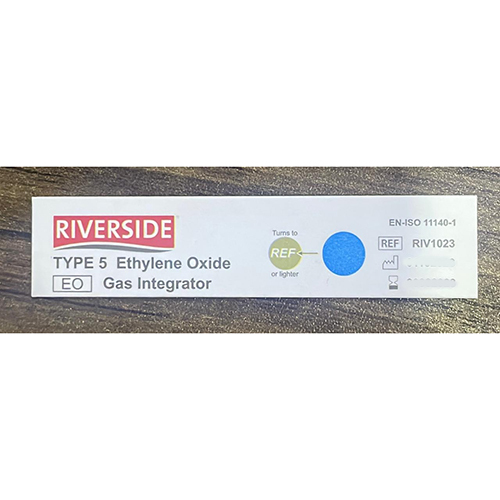 RIVERSIDE
TYPE 5 Ethylene Oxide
EO Gas Integrator
Turns to
REF
or lighter
EN-ISO 11140-1
REF RIV1023